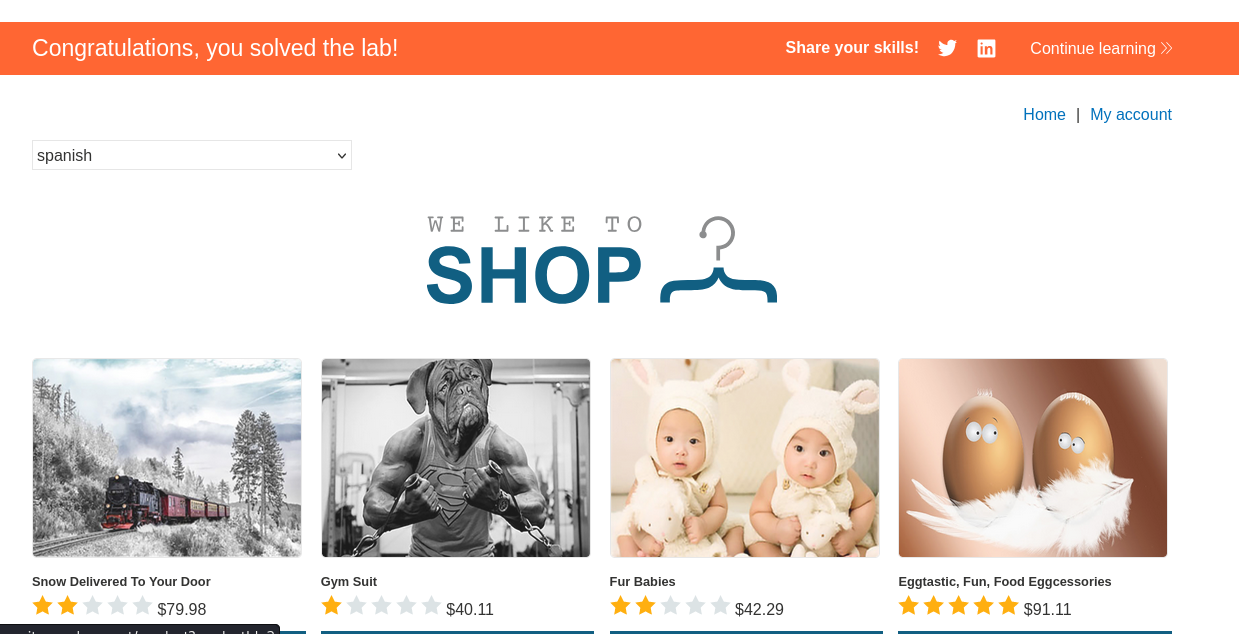 Congratulations, you solved the lab!
Share your skills!
Continue learning
Home | My account
spanish
WE LIKE TO
SHOP
Snow Delivered To Your Door
$79.98
Gym Suit
$40.11
Fur Babies
$42.29
Eggtastic, Fun, Food Eggcessories
$91.11